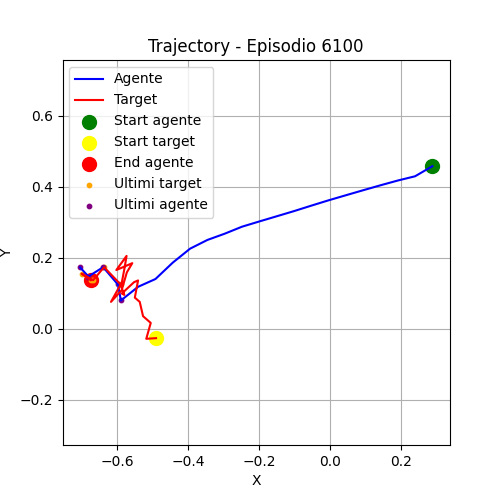 Trajectory - Episodio 6100
Agente
Target
Start agente
Start target
End agente
Ultimi target
Ultimi agente
0.6
0.4
0.2
0.0
−0.2
Y
−0.6
−0.4
−0.2
0.0
0.2
X